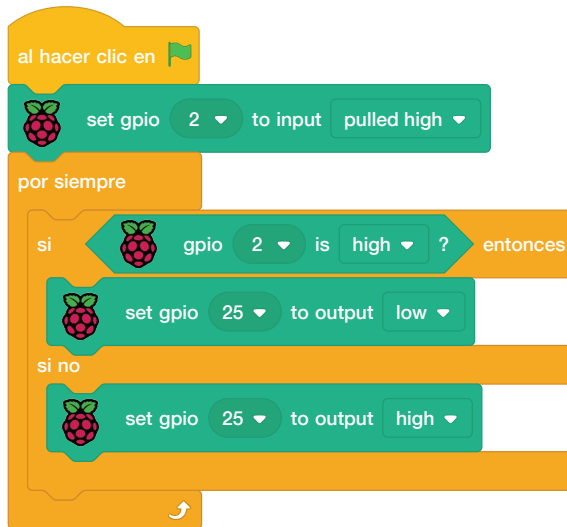 al hacer clic en
set gpio 2 to input pulled high
por siempre
si gpio 2 is high ? entonces
set gpio 25 to output low
si no
set gpio 25 to output high